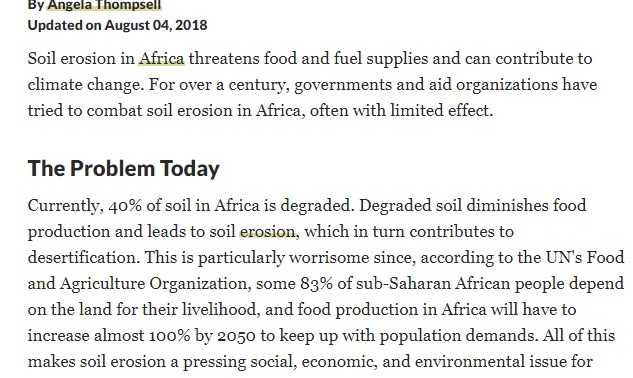 By Angela Thompsell
Updated on August 04, 2018
Soil erosion in Africa threatens food and fuel supplies and can contribute to
climate change. For over a century, governments and aid organizations have
tried to combat soil erosion in Africa, often with limited effect.
The Problem Today
Currently, 40% of soil in Africa is degraded. Degraded soil diminishes food
production and leads to soil erosion, which in turn contributes to
desertification. This is particularly worrisome since, according to the UN's Food
and Agriculture Organization, some 83% of sub-Saharan African people depend
on the land for their livelihood, and food production in Africa will have to
increase almost 100% by 2050 to keep up with population demands. All of this
makes soil erosion a pressing social, economic, and environmental issue for